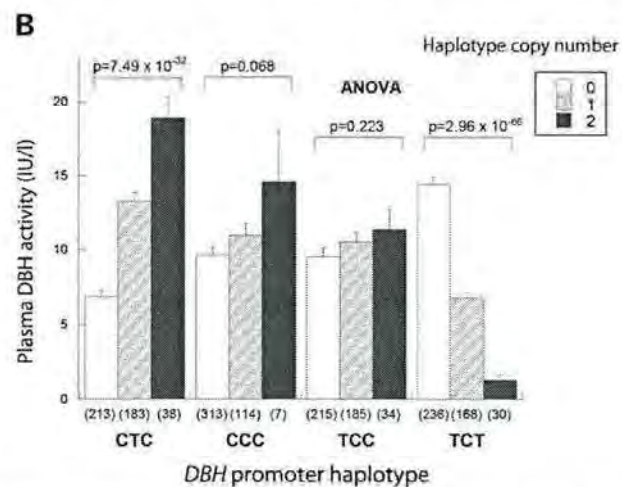 B
Haplotype copy number
0
1
2
p=7.49 x 10-32
p=0.068
ANOVA
p=0.223
p=2.96 x 10-66
Plasma DBH activity (IU/l)
20
15
10
5
0
(213) (183) (38) (313) (114) (7) (215) (185) (34) (236) (168) (30)
CTC CCC TCC TCT
DBH promoter haplotype